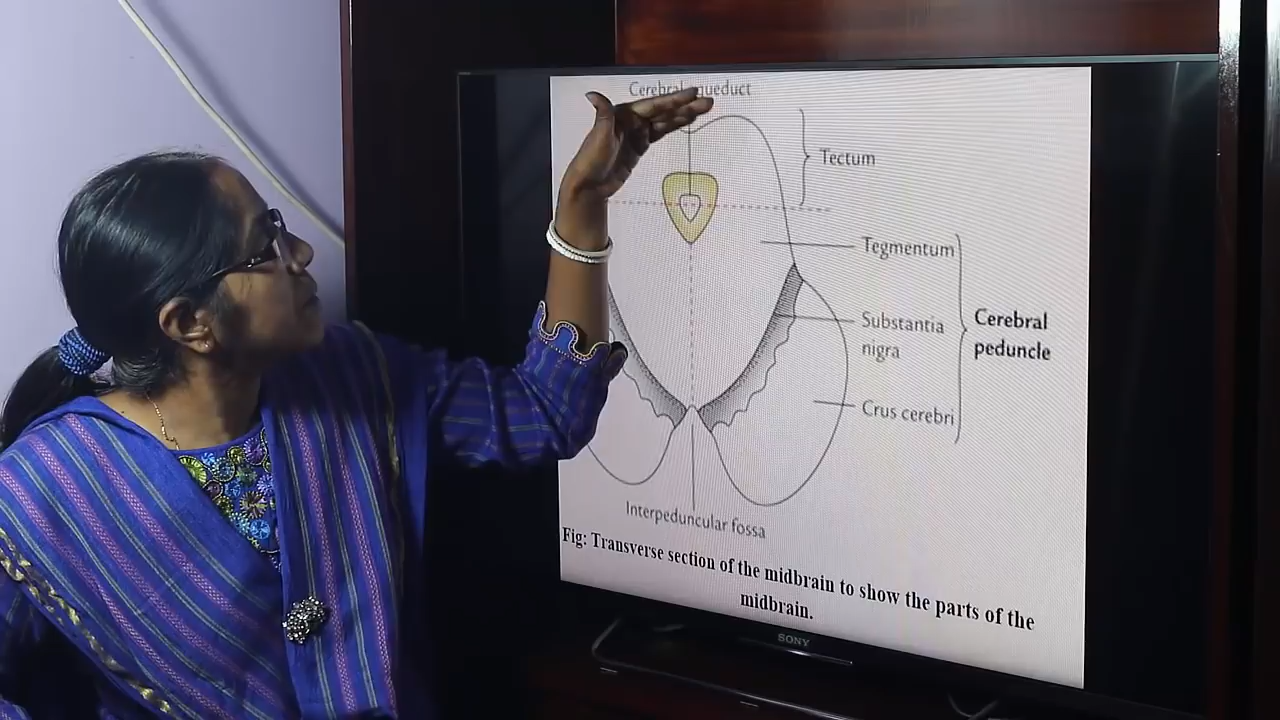 Cerebral
Tectum
Tegmentum
Substantia
nigra
Cerebral
peduncle
Crus cerebri
Interpeduncular fossa
Fig: Transverse section of the midbrain to show the parts of the
midbrain.
SONY